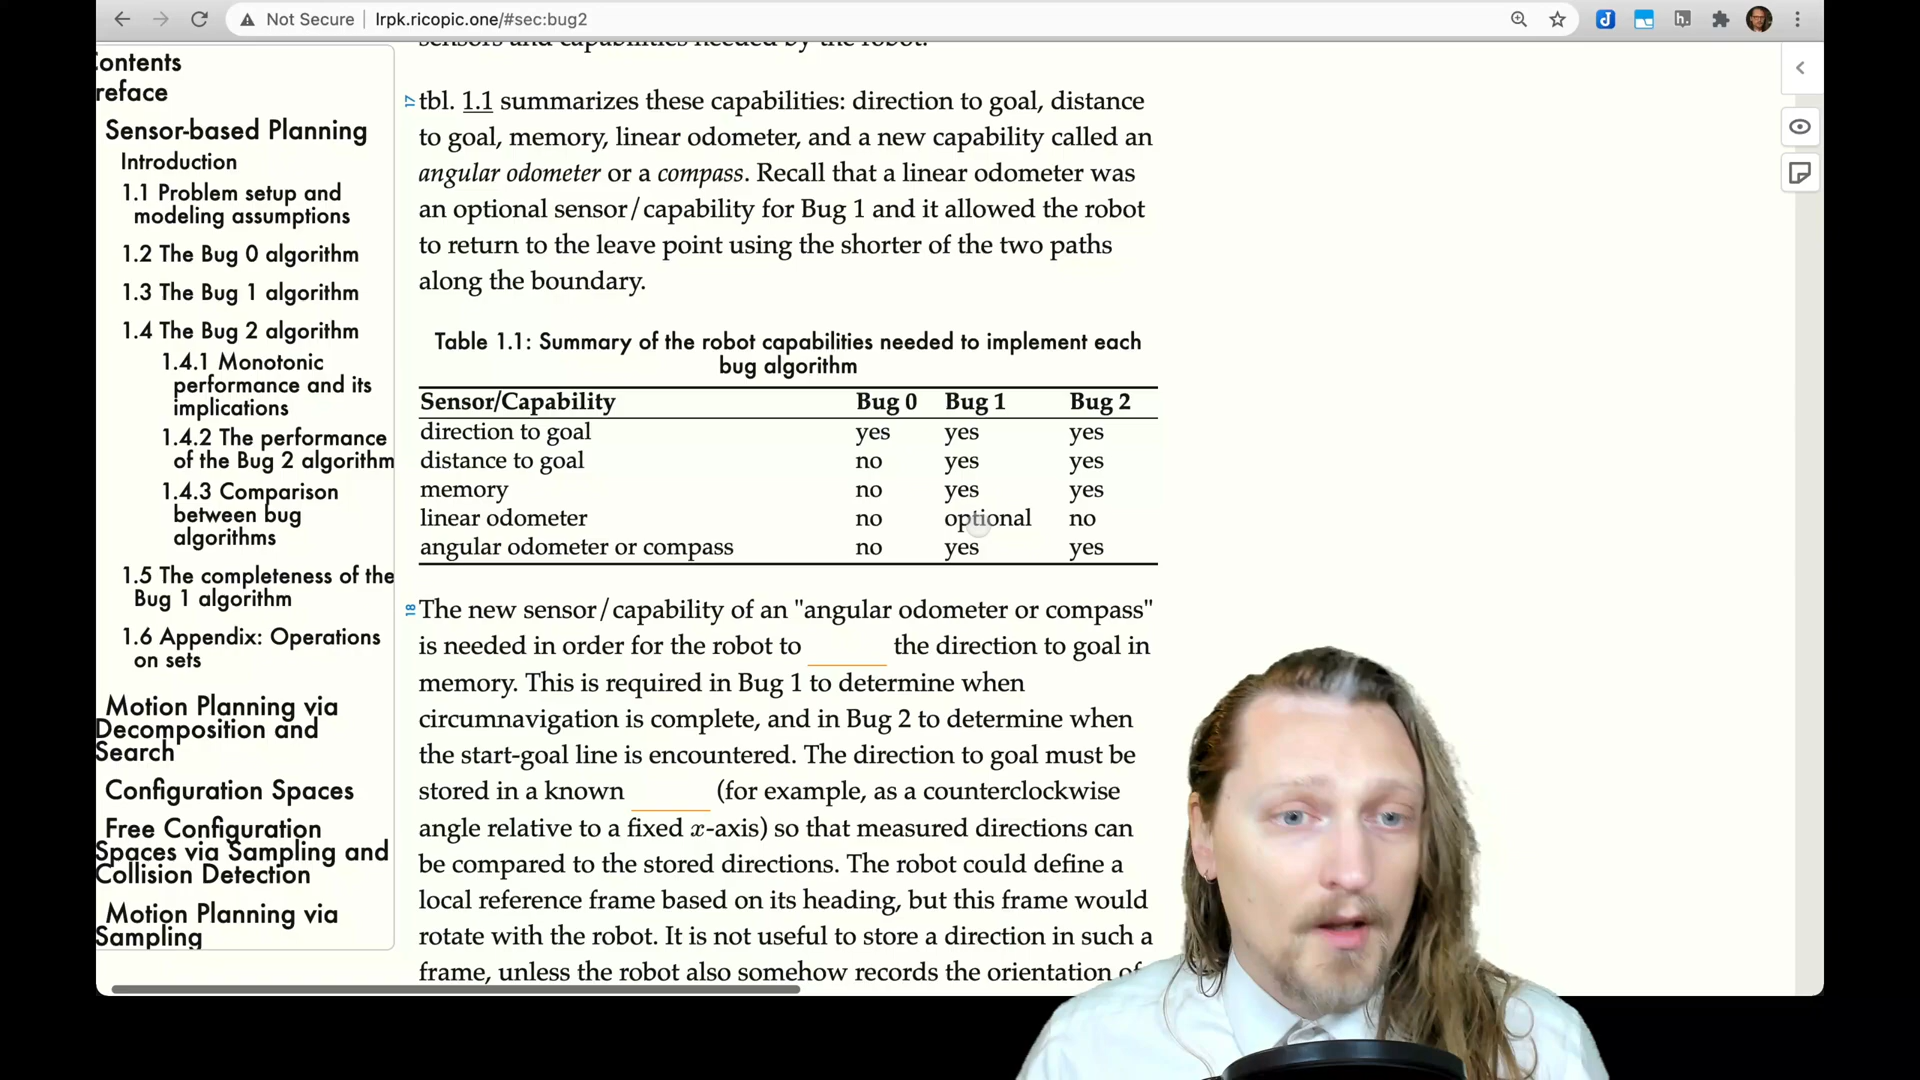 Not Secure | lrpk.ricopic.one/#sec:bug2
Contents
reface
Sensor-based Planning
Introduction
1.1 Problem setup and
modeling assumptions
1.2 The Bug 0 algorithm
1.3 The Bug 1 algorithm
1.4 The Bug 2 algorithm
1.4.1 Monotonic
performance and its
implications
1.4.2 The performance
of the Bug 2 algorithm
1.4.3 Comparison
between bug
algorithms
1.5 The completeness of the
Bug 1 algorithm
1.6 Appendix: Operations
on sets
Motion Planning via
Decomposition and
Search
Configuration Spaces
Free Configuration
Spaces via Sampling and
Collision Detection
Motion Planning via
Sampling
sensors and capabilities needed by the robot.
17 tbl. 1.1 summarizes these capabilities: direction to goal, distance
to goal, memory, linear odometer, and a new capability called an
angular odometer or a compass. Recall that a linear odometer was
an optional sensor/capability for Bug 1 and it allowed the robot
to return to the leave point using the shorter of the two paths
along the boundary.
Table 1.1: Summary of the robot capabilities needed to implement each
bug algorithm
Sensor/Capability Bug 0 Bug 1 Bug 2
direction to goal yes yes yes
distance to goal no yes yes
memory no yes yes
linear odometer no optional no
angular odometer or compass no yes yes
18 The new sensor/capability of an "angular odometer or compass"
is needed in order for the robot to ____ the direction to goal in
memory. This is required in Bug 1 to determine when
circumnavigation is complete, and in Bug 2 to determine when
the start-goal line is encountered. The direction to goal must be
stored in a known ____ (for example, as a counterclockwise
angle relative to a fixed x-axis) so that measured directions can
be compared to the stored directions. The robot could define a
local reference frame based on its heading, but this frame would
rotate with the robot. It is not useful to store a direction in such a
frame, unless the robot also somehow records the orientation of